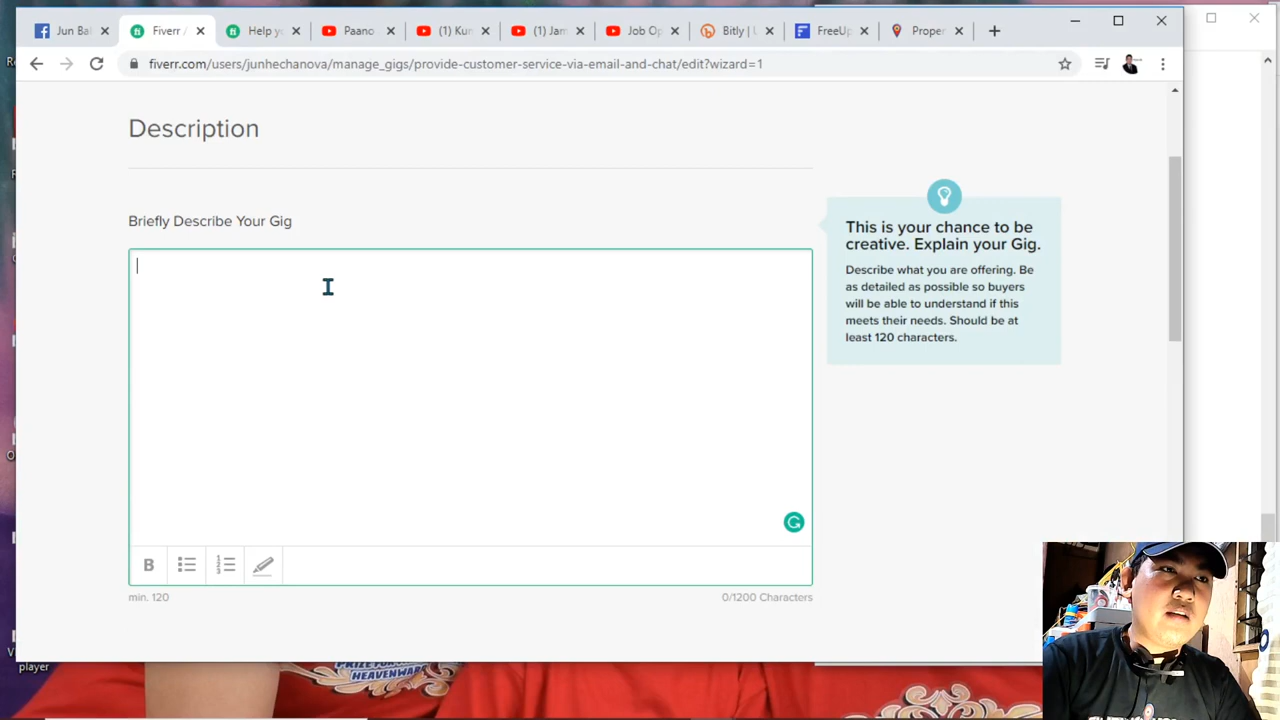 Jun Bal
Fiverr /
Help yo
Paano
(1) Kun
(1) Jam
Job Op
Bitly | U
FreeUp
Proper
fiverr.com/users/junhechanova/manage_gigs/provide-customer-service-via-email-and-chat/edit?wizard=1
Description
Briefly Describe Your Gig
This is your chance to be
creative. Explain your Gig.
Describe what you are offering. Be
as detailed as possible so buyers
will be able to understand if this
meets their needs. Should be at
least 120 characters.
B
min. 120
0/1200 Characters
player
HEAVENWARD